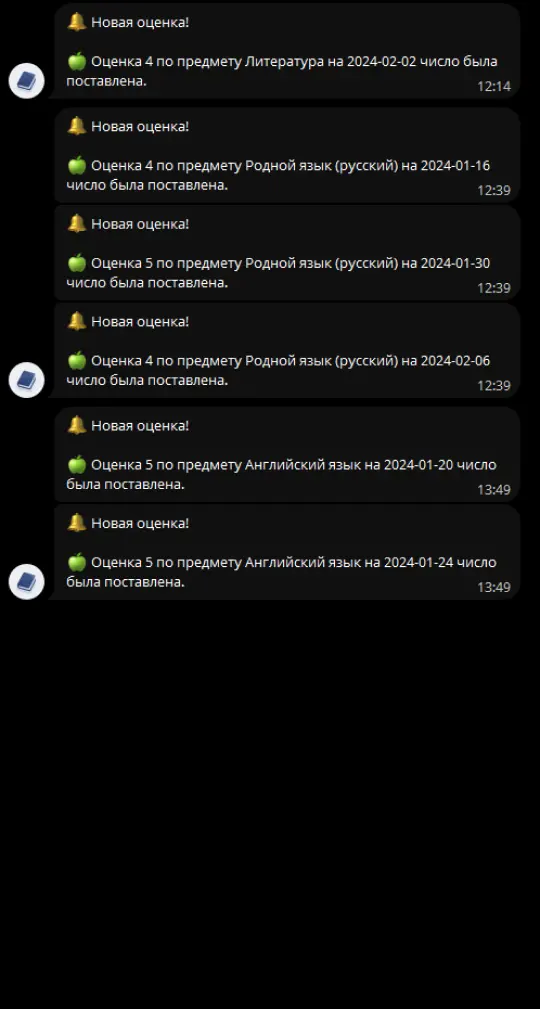 🔔 Новая оценка!
🍏 Оценка 4 по предмету Литература на 2024-02-02 число была
поставлена.
12:14
🔔 Новая оценка!
🍏 Оценка 4 по предмету Родной язык (русский) на 2024-01-16
число была поставлена.
12:39
🔔 Новая оценка!
🍏 Оценка 5 по предмету Родной язык (русский) на 2024-01-30
число была поставлена.
12:39
🔔 Новая оценка!
🍏 Оценка 4 по предмету Родной язык (русский) на 2024-02-06
число была поставлена.
12:39
🔔 Новая оценка!
🍏 Оценка 5 по предмету Английский язык на 2024-01-20 число
была поставлена.
13:49
🔔 Новая оценка!
🍏 Оценка 5 по предмету Английский язык на 2024-01-24 число
была поставлена.
13:49